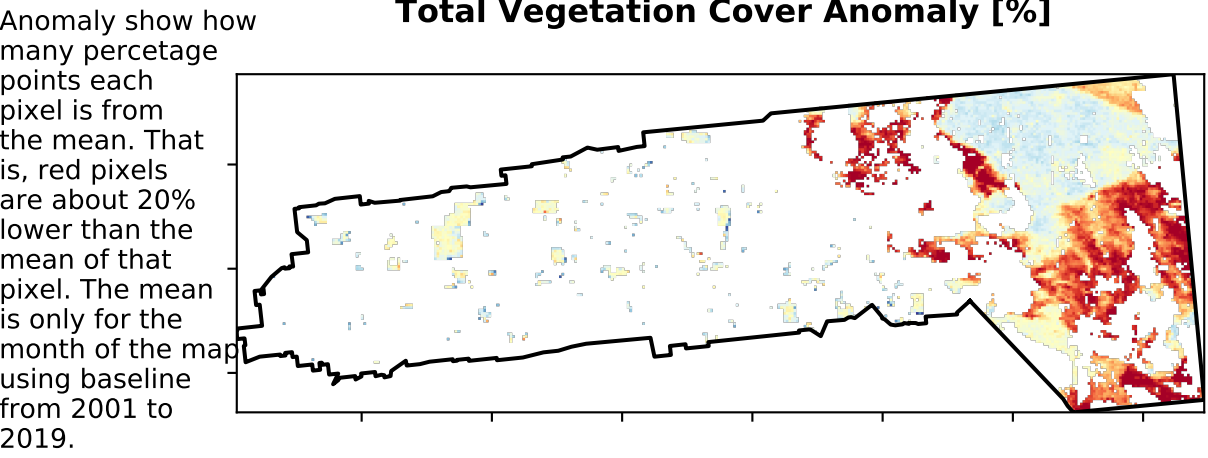 Total Vegetation Cover Anomaly [%]
Anomaly show how
many percetage
points each
pixel is from
the mean. That
is, red pixels
are about 20%
lower than the
mean of that
pixel. The mean
is only for the
month of the map
using baseline
from 2001 to
2019.